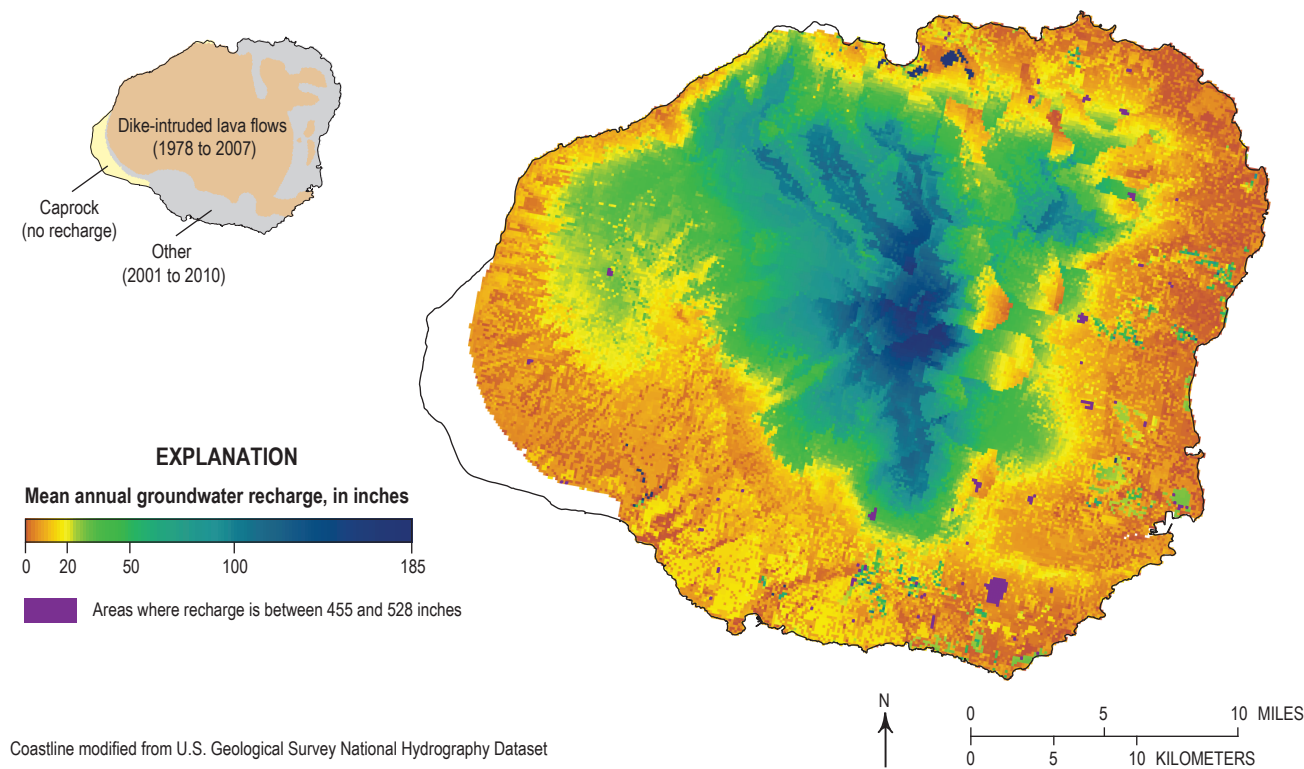 Dike-intruded lava flows
(1978 to 2007)
Caprock
(no recharge)
Other
(2001 to 2010)
EXPLANATION
Mean annual groundwater recharge, in inches
0 20 50 100 185
Areas where recharge is between 455 and 528 inches
N
0 5 10 MILES
0 5 10 KILOMETERS
Coastline modified from U.S. Geological Survey National Hydrography Dataset